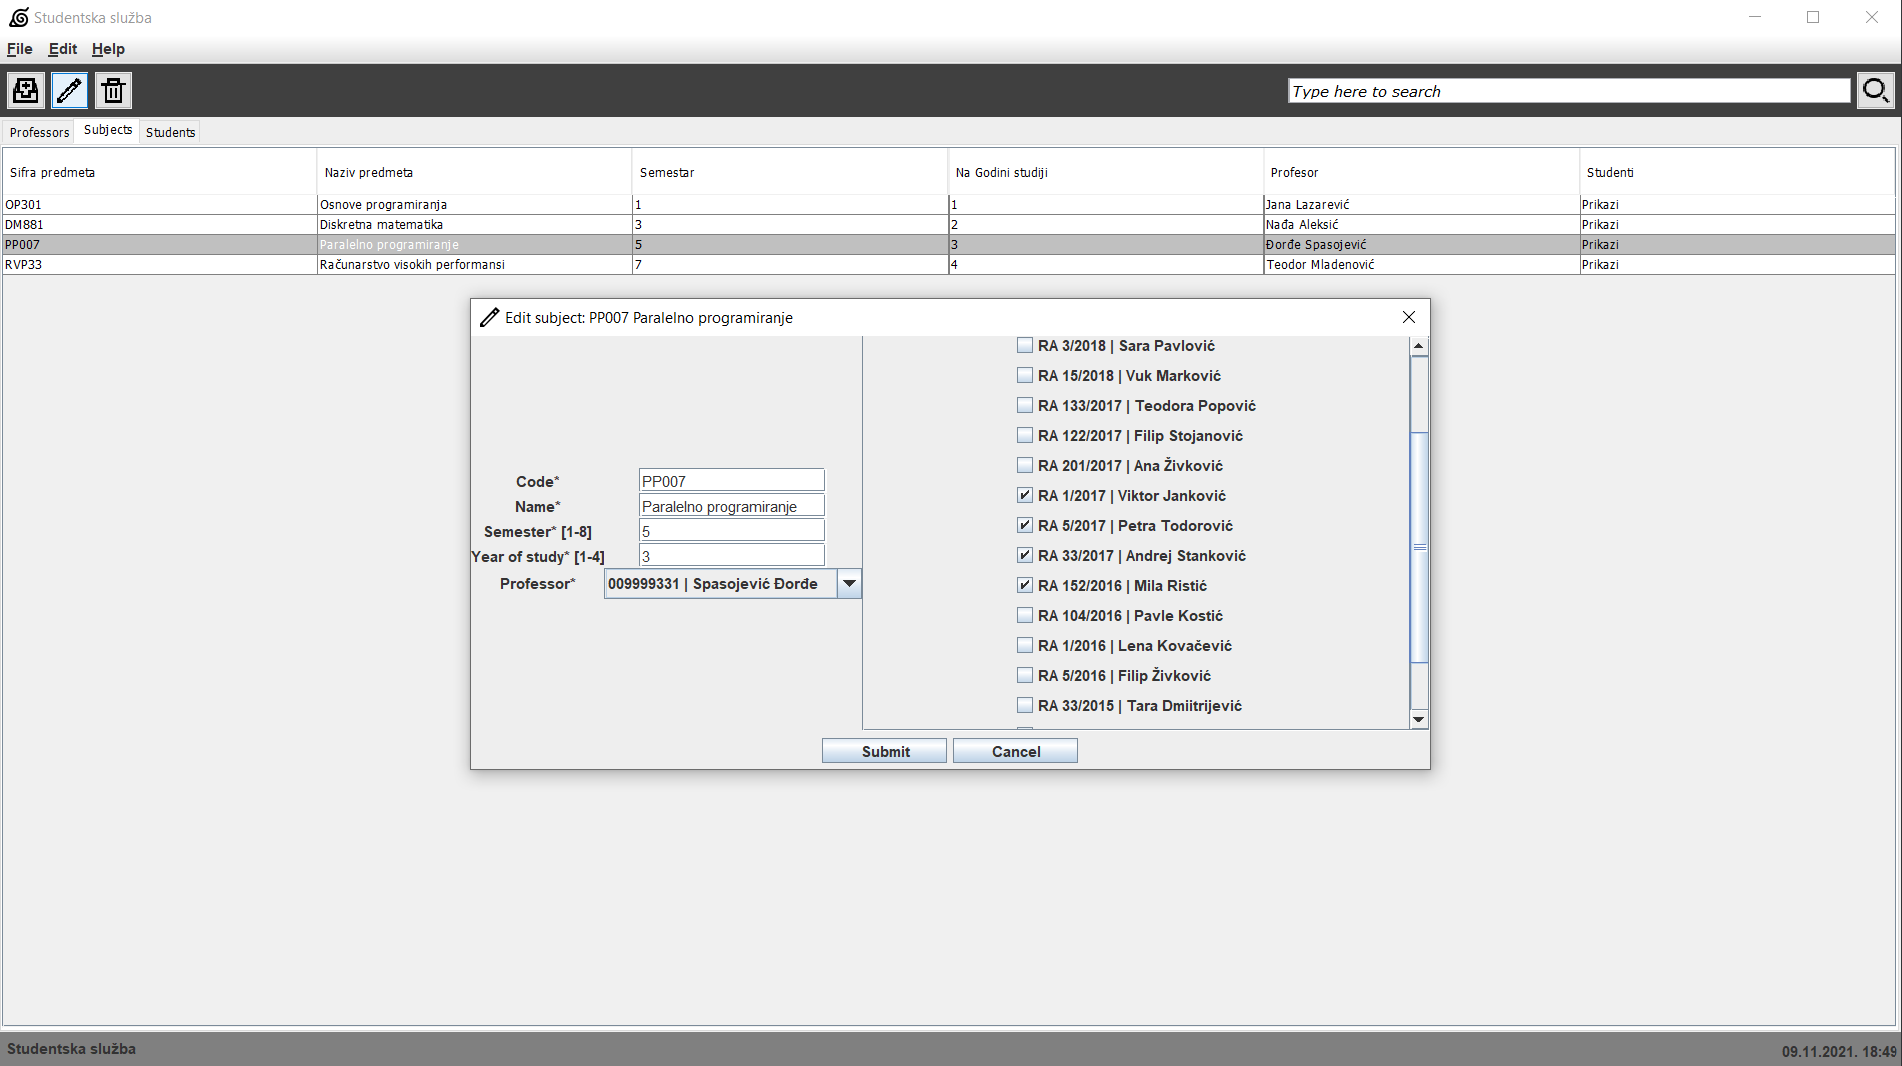 Studentska služba
File Edit Help
Type here to search
Professors Subjects Students
Sifra predmeta Naziv predmeta Semestar Na Godini studiji Profesor Studenti
OP301 Osnove programiranja 1 1 Jana Lazarević Prikazi
DM881 Diskretna matematika 3 2 Nađa Aleksić Prikazi
PP007 Paralelno programiranje 5 3 Đorđe Spasojević Prikazi
RVP33 Računarstvo visokih performansi 7 4 Teodor Mladenović Prikazi
Edit subject: PP007 Paralelno programiranje
Code* PP007
Name* Paralelno programiranje
Semester* [1-8] 5
Year of study* [1-4] 3
Professor* 009999331 | Spasojević Đorđe
RA 3/2018 | Sara Pavlović
RA 15/2018 | Vuk Marković
RA 133/2017 | Teodora Popović
RA 122/2017 | Filip Stojanović
RA 201/2017 | Ana Živković
RA 1/2017 | Viktor Janković
RA 5/2017 | Petra Todorović
RA 33/2017 | Andrej Stanković
RA 152/2016 | Mila Ristić
RA 104/2016 | Pavle Kostić
RA 1/2016 | Lena Kovačević
RA 5/2016 | Filip Živković
RA 33/2015 | Tara Dmiitrijević
Submit Cancel
Studentska služba 09.11.2021. 18:49